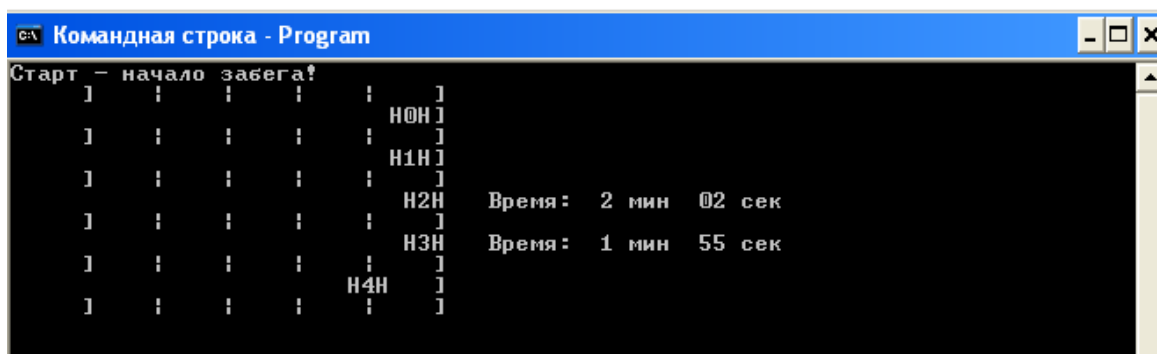 Командная строка - Program
Старт - начало забега!
] ¦ ¦ ¦ ¦ ]
H0H]
] ¦ ¦ ¦ ¦ ]
H1H]
] ¦ ¦ ¦ ¦ ]
H2H Время: 2 мин 02 сек
] ¦ ¦ ¦ ¦ ]
H3H Время: 1 мин 55 сек
] ¦ ¦ ¦ ¦ ]
H4H ]
] ¦ ¦ ¦ ¦ ]